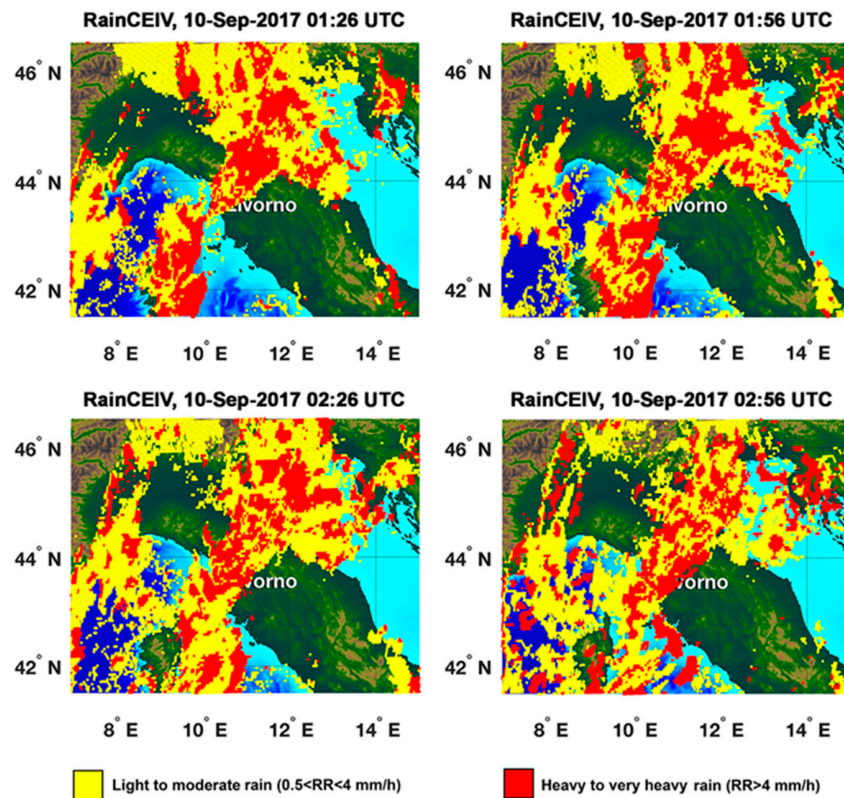 RainCEIV, 10-Sep-2017 01:26 UTC
RainCEIV, 10-Sep-2017 01:56 UTC
46° N
44° N
42° N
Livorno
8° E
10° E
12° E
14° E
46° N
44° N
42° N
Livorno
8° E
10° E
12° E
14° E
RainCEIV, 10-Sep-2017 02:26 UTC
RainCEIV, 10-Sep-2017 02:56 UTC
46° N
44° N
42° N
vorno
8° E
10° E
12° E
14° E
46° N
44° N
42° N
vorno
8° E
10° E
12° E
14° E
Light to moderate rain (0.5<RR<4 mm/h)
Heavy to very heavy rain (RR>4 mm/h)